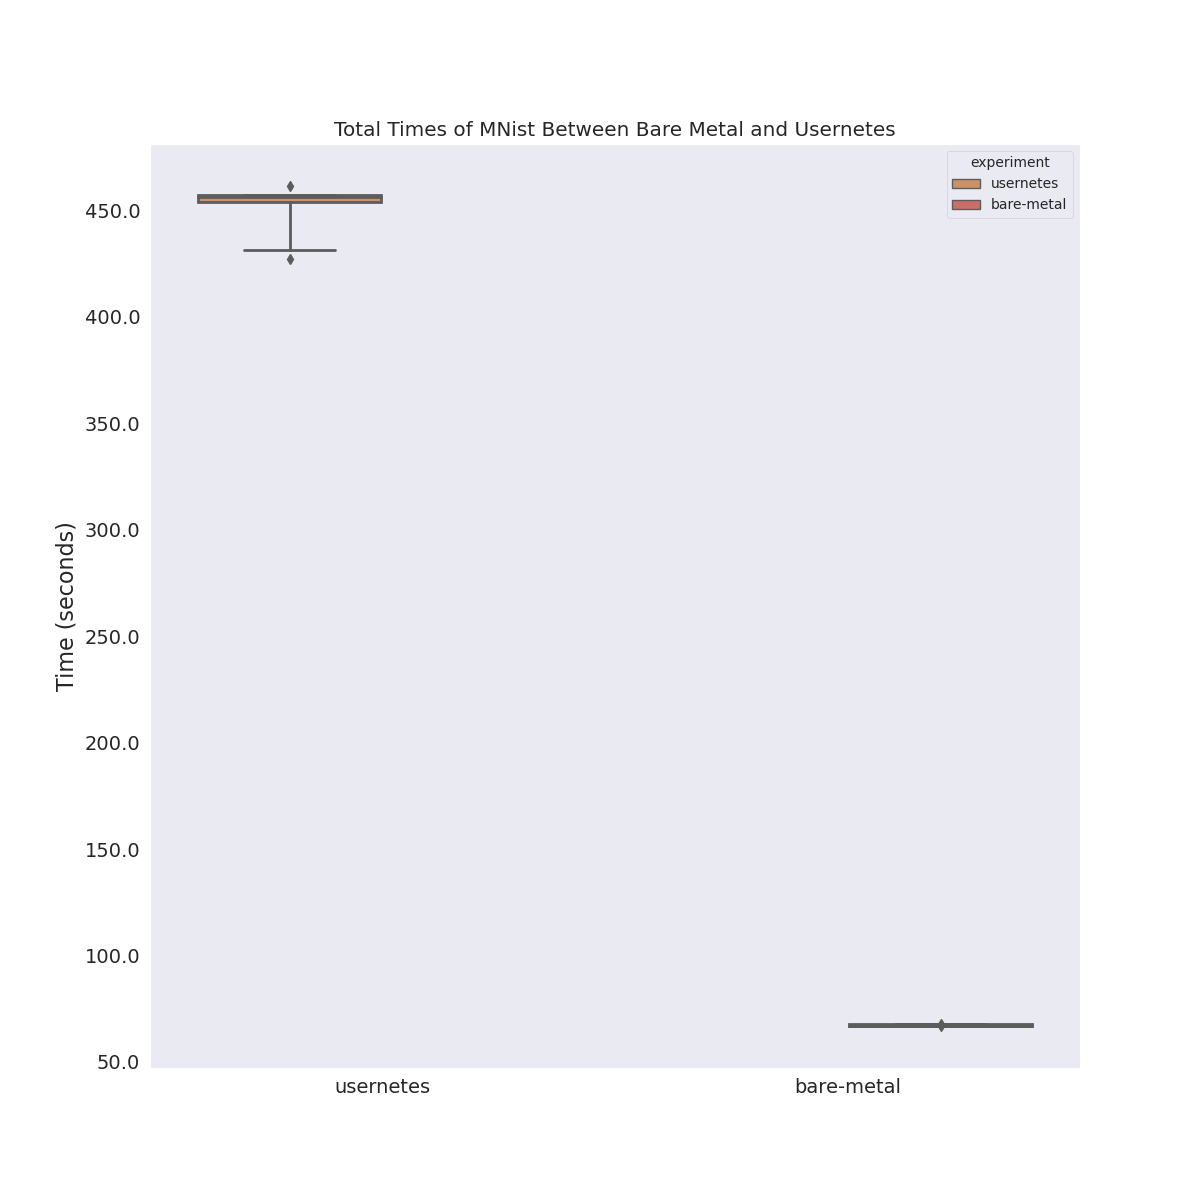 Total Times of MNist Between Bare Metal and Usernetes
experiment
usernetes
bare-metal
450.0
400.0
350.0
300.0
250.0
200.0
150.0
100.0
50.0
Time (seconds)
usernetes
bare-metal